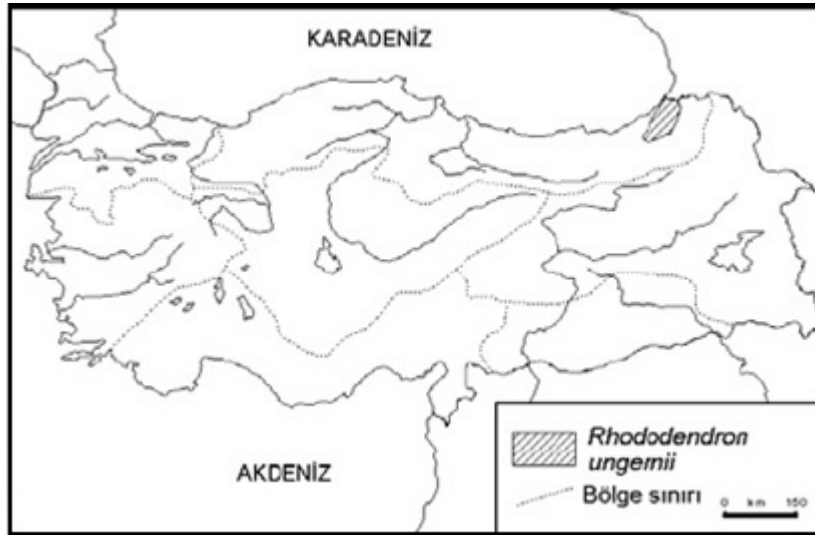 KARADENİZ
AKDENİZ
Rhododendron
ungernii
Bölge sınırı
0 km 150